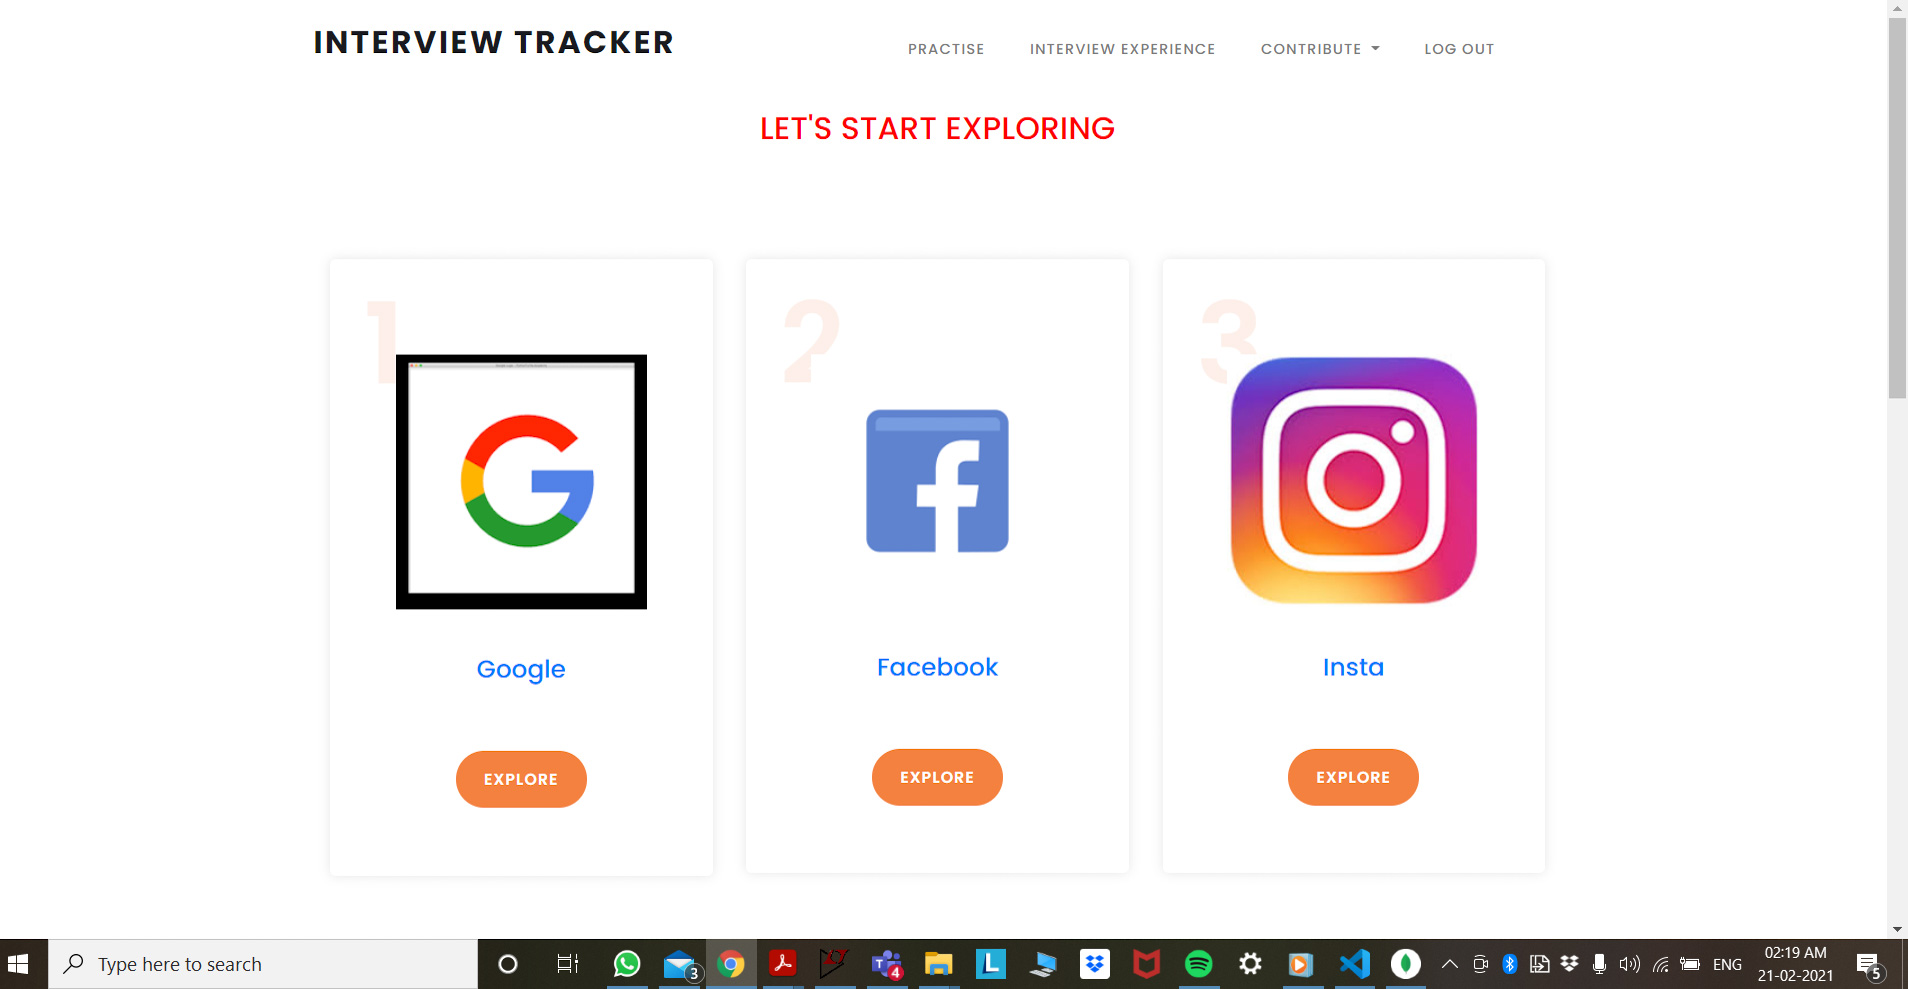 INTERVIEW TRACKER
PRACTISE
INTERVIEW EXPERIENCE
CONTRIBUTE
LOG OUT
LET'S START EXPLORING
1
2
3
Google
Facebook
Insta
EXPLORE
EXPLORE
EXPLORE
Type here to search
3
4
ENG
02:19 AM
21-02-2021
5